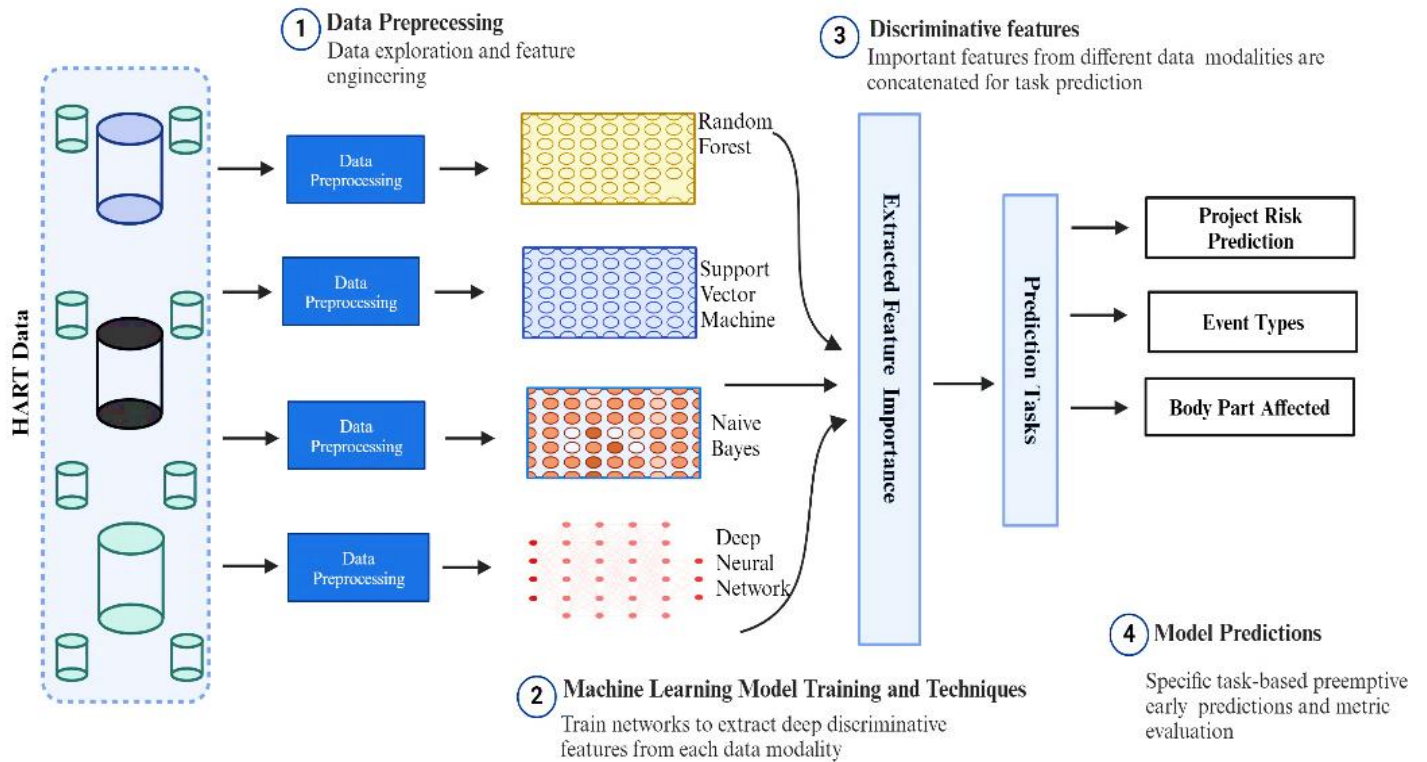 1
Data Preprecessing
Data exploration and feature
engineering
3
Discriminative features
Important features from different data modalities are
concatenated for task prediction
HART Data
Data
Preprocessing
Random
Forest
Data
Preprocessing
Support
Vector
Machine
Data
Preprocessing
Naive
Bayes
Data
Preprocessing
Deep
Neural
Network
Extracted Feature Importance
Prediction Tasks
Project Risk
Prediction
Event Types
Body Part Affected
2
Machine Learning Model Training and Techniques
Train networks to extract deep discriminative
features from each data modality
4
Model Predictions
Specific task-based preemptive
early predictions and metric
evaluation